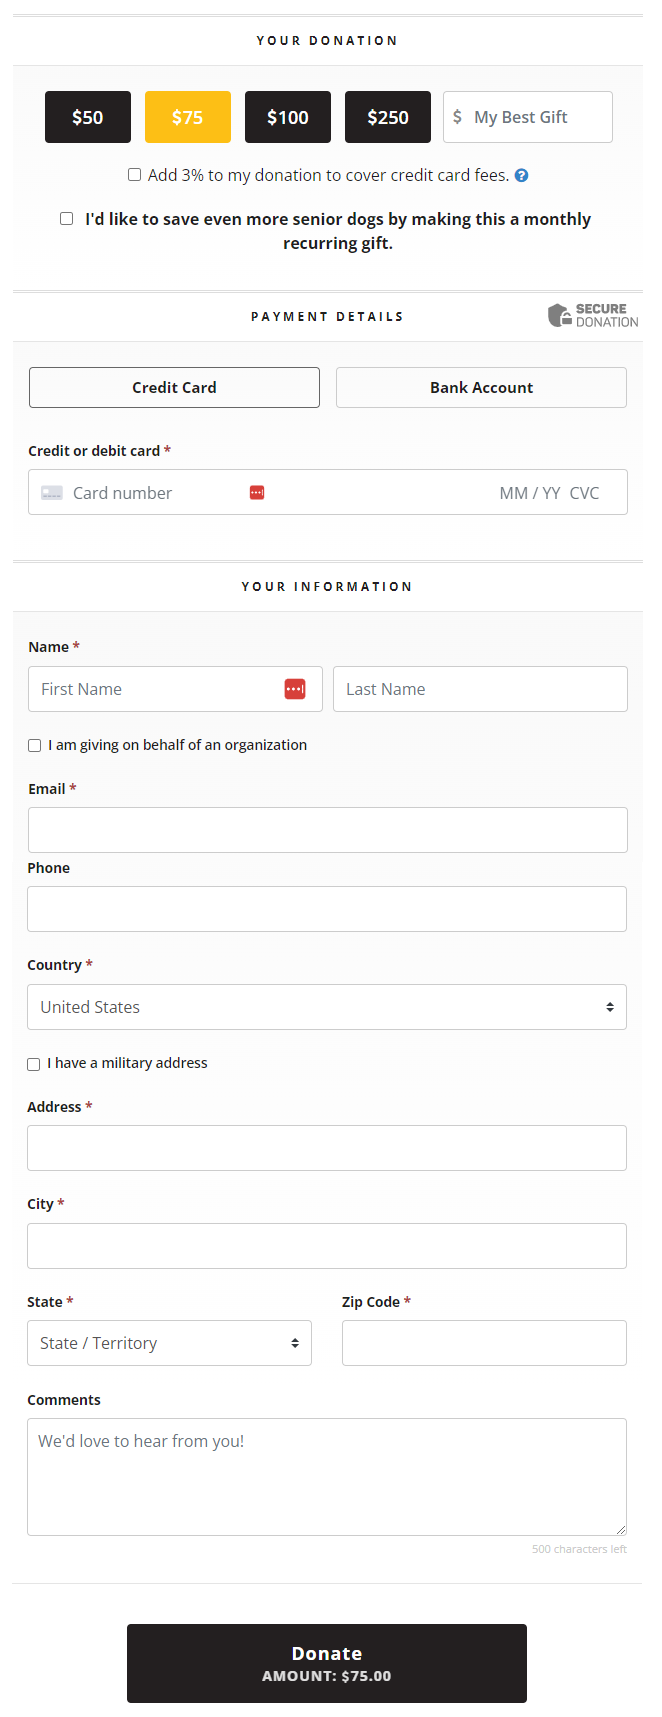 YOUR DONATION
$50 $75 $100 $250 $ My Best Gift
Add 3% to my donation to cover credit card fees. ?
I'd like to save even more senior dogs by making this a monthly
recurring gift.
PAYMENT DETAILS
SECURE
DONATION
Credit Card Bank Account
Credit or debit card *
Card number MM / YY CVC
YOUR INFORMATION
Name *
First Name Last Name
I am giving on behalf of an organization
Email *
Phone
Country *
United States
I have a military address
Address *
City *
State * Zip Code *
State / Territory
Comments
We'd love to hear from you!
500 characters left
Donate
AMOUNT: $75.00